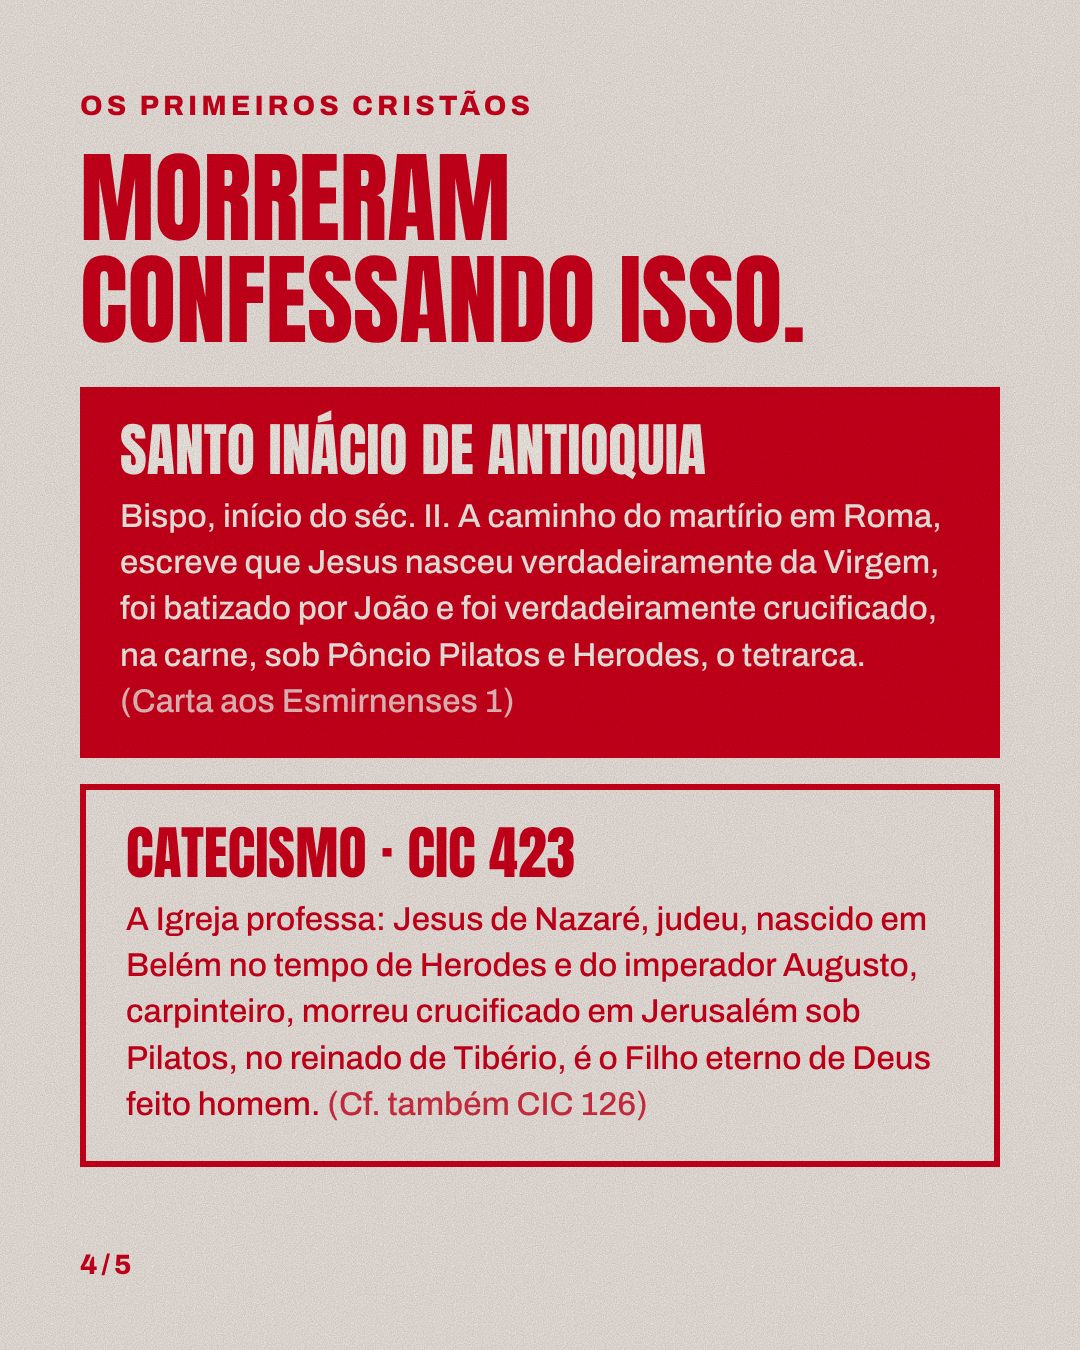 OS PRIMEIROS CRISTÃOS
MORRERAM
CONFESSANDO ISSO.
SANTO INÁCIO DE ANTIOQUIA
Bispo, início do séc. II. A caminho do martírio em Roma,
escreve que Jesus nasceu verdadeiramente da Virgem,
foi batizado por João e foi verdadeiramente crucificado,
na carne, sob Pôncio Pilatos e Herodes, o tetrarca.
(Carta aos Esmirnenses 1)
CATECISMO · CIC 423
A Igreja professa: Jesus de Nazaré, judeu, nascido em
Belém no tempo de Herodes e do imperador Augusto,
carpinteiro, morreu crucificado em Jerusalém sob
Pilatos, no reinado de Tibério, é o Filho eterno de Deus
feito homem. (Cf. também CIC 126)
4/5